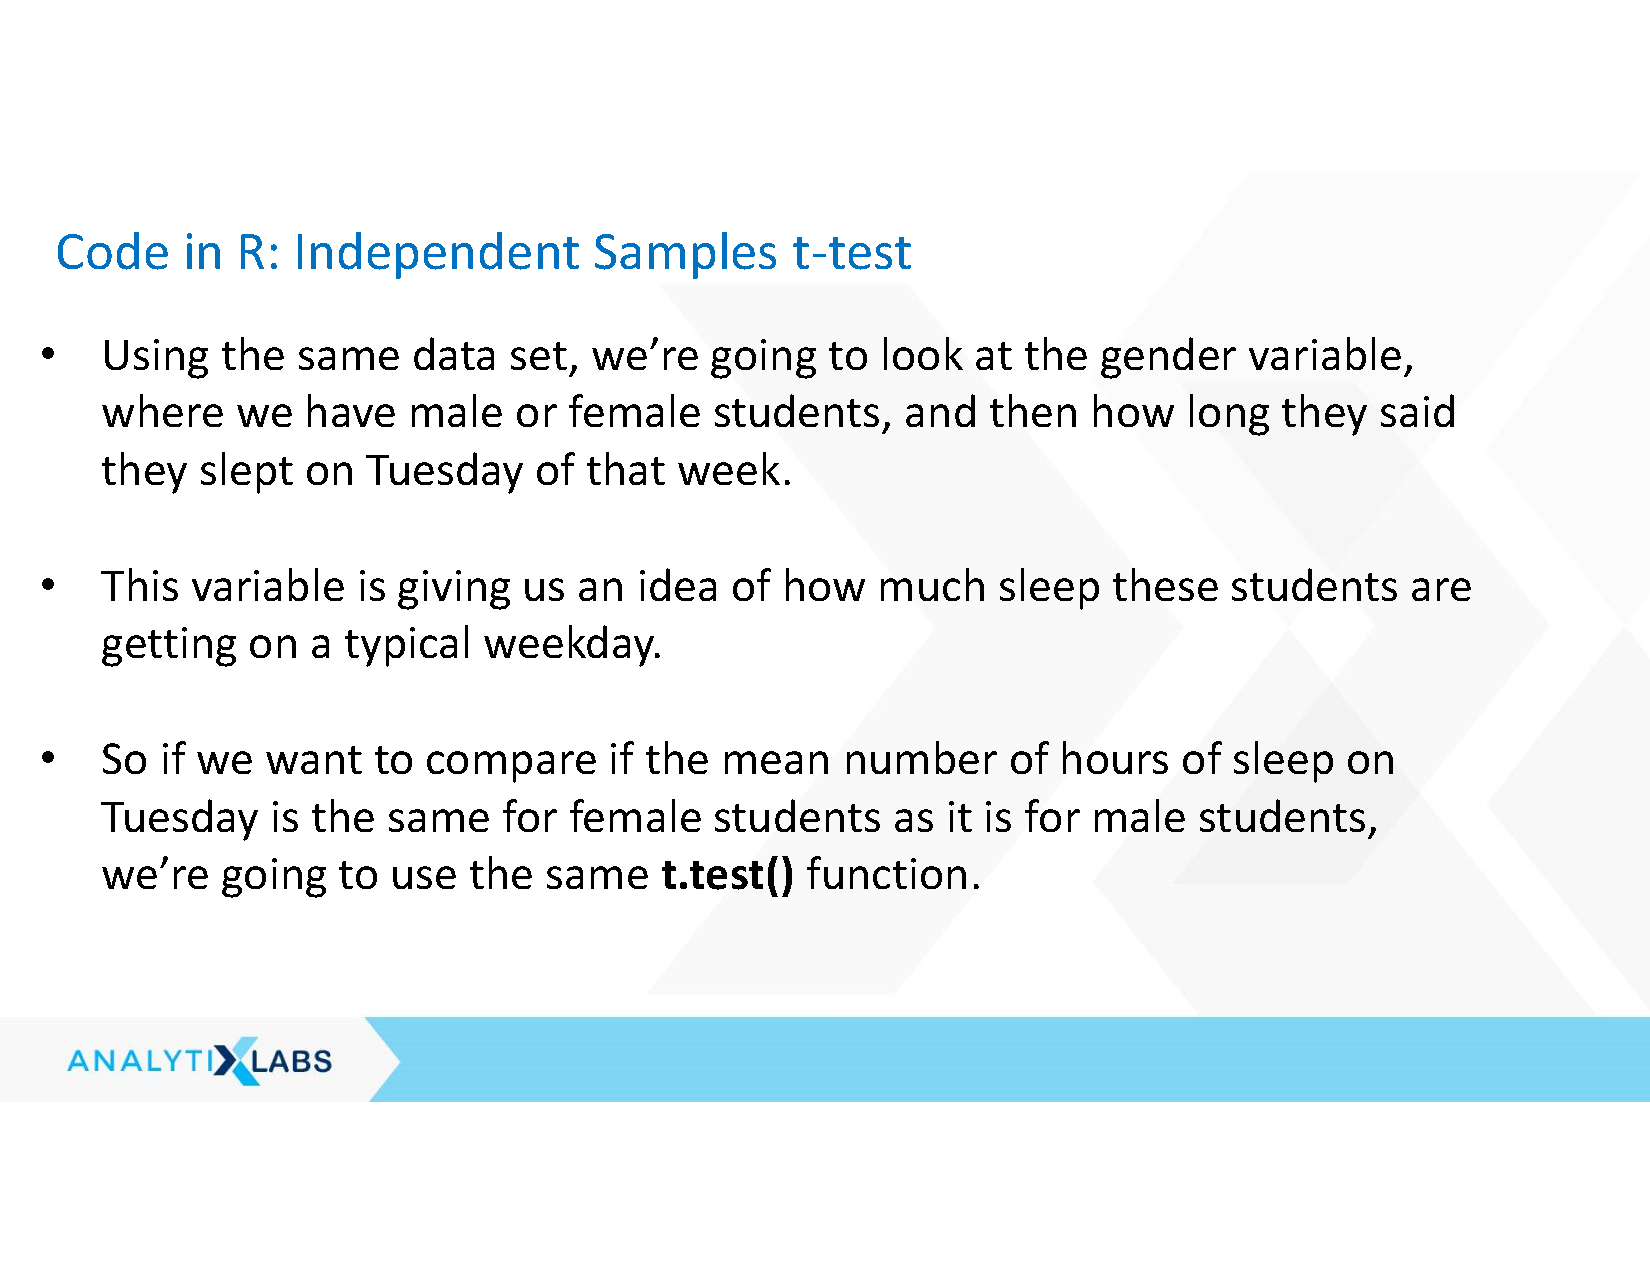 Code in R: Independent Samples t-test
• Using the same data set, we’re going to look at the gender variable,
where we have male or female students, and then how long they said
they slept on Tuesday of that week.
• This variable is giving us an idea of how much sleep these students are
getting on a typical weekday.
• So if we want to compare if the mean number of hours of sleep on
Tuesday is the same for female students as it is for male students,
we’re going to use the same t.test() function.
ANALYTIXLABS